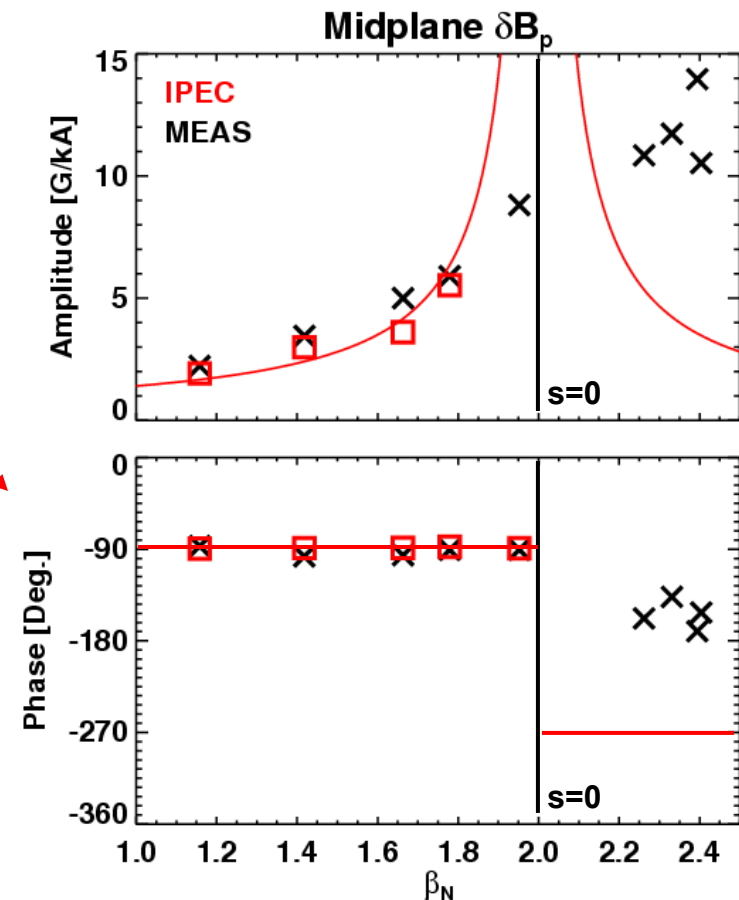 Midplane δBp
15
IPEC
MEAS
10
5
0
s=0
Amplitude [G/kA]
0
-90
-180
-270
-360
s=0
Phase [Deg.]
1.0 1.2 1.4 1.6 1.8 2.0 2.2 2.4
βN